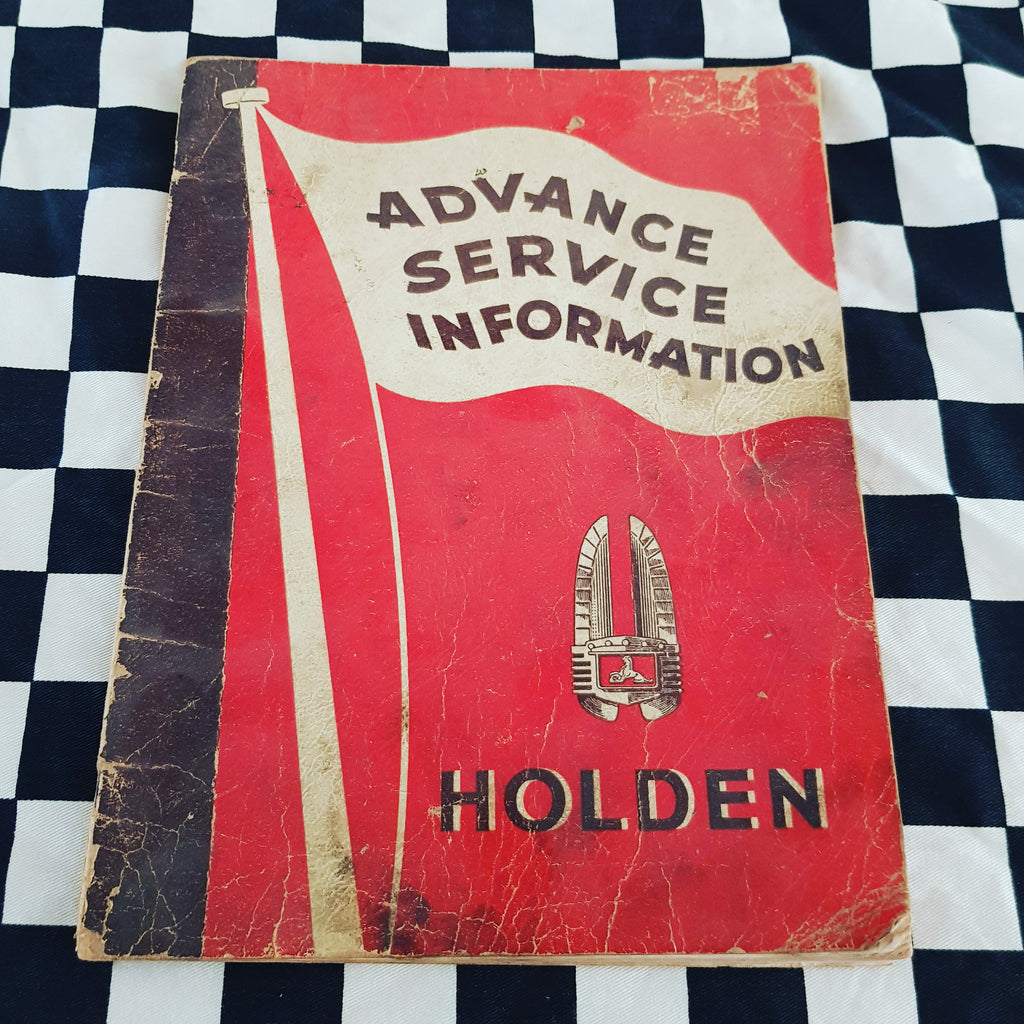 ADVANCE
SERVICE
INFORMATION
HOLDEN